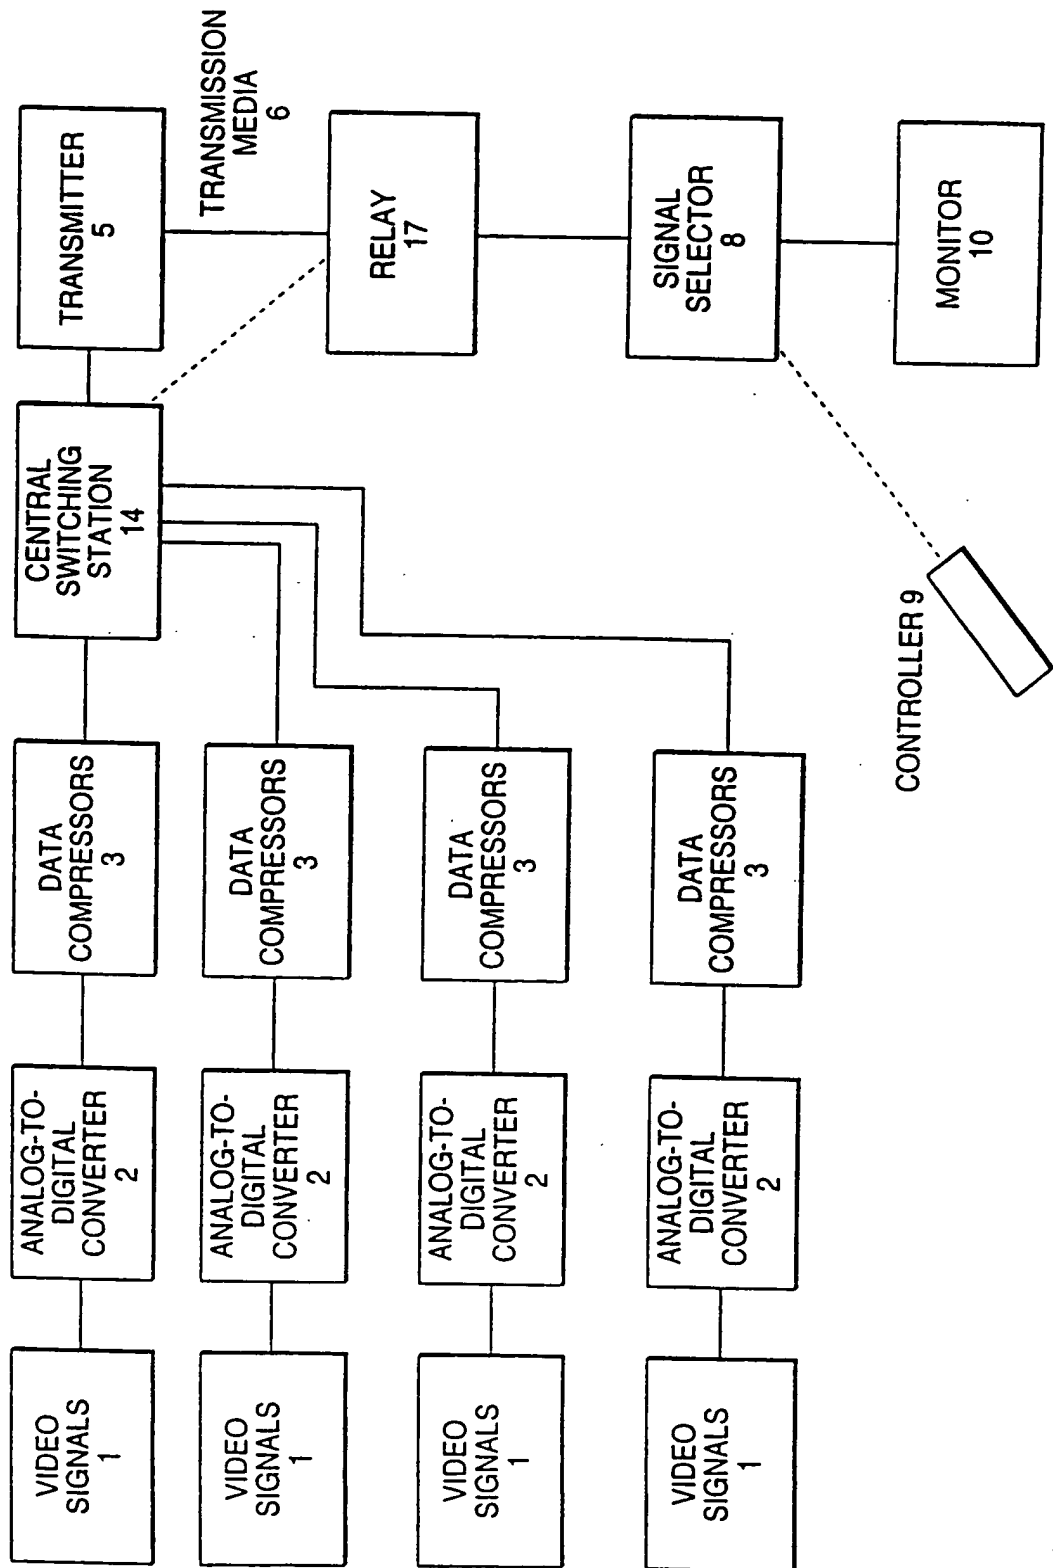 VIDEO
SIGNALS
1
ANALOG-TO-
DIGITAL
CONVERTER
2
DATA
COMPRESSORS
3
CENTRAL
SWITCHING
STATION
14
TRANSMITTER
5
VIDEO
SIGNALS
1
ANALOG-TO-
DIGITAL
CONVERTER
2
DATA
COMPRESSORS
3
TRANSMISSION
MEDIA
6
VIDEO
SIGNALS
1
ANALOG-TO-
DIGITAL
CONVERTER
2
DATA
COMPRESSORS
3
RELAY
17
VIDEO
SIGNALS
1
ANALOG-TO-
DIGITAL
CONVERTER
2
DATA
COMPRESSORS
3
SIGNAL
SELECTOR
8
CONTROLLER 9
MONITOR
10